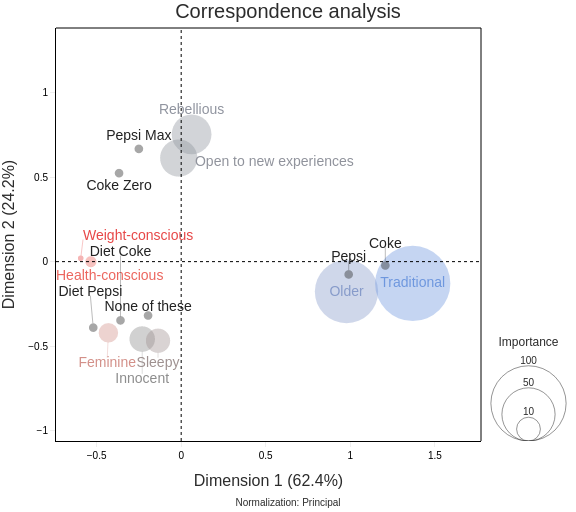 Correspondence analysis
Dimension 2 (24.2%)
1
0.5
0
−0.5
−1
Rebellious
Pepsi Max
Open to new experiences
Coke Zero
Weight-conscious
Coke
Diet Coke
Pepsi
Health-conscious
Traditional
Diet Pepsi
Older
None of these
Feminine
Sleepy
Innocent
Importance
100
50
10
−0.5
0
0.5
1
1.5
Dimension 1 (62.4%)
Normalization: Principal